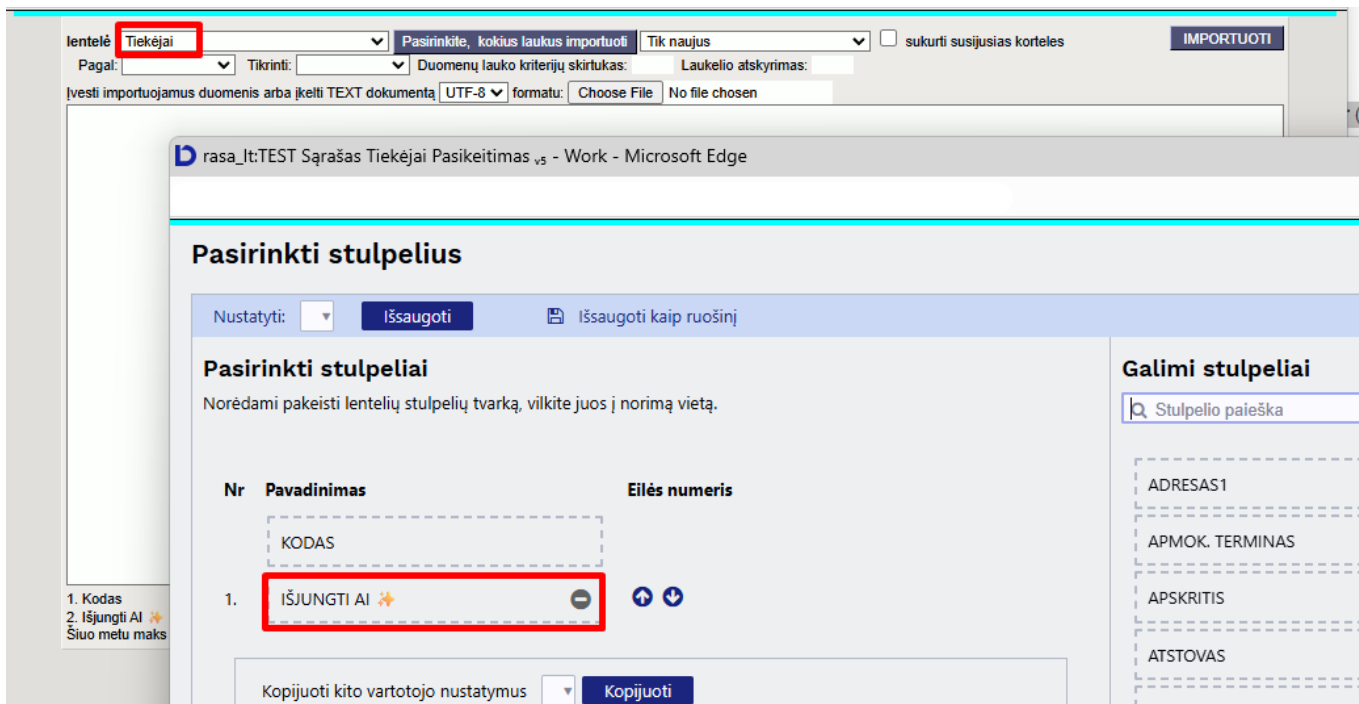 lentelė Tiekėjai Pasirinkite, kokius laukus importuoti Tik naujus sukurti susijusias korteles IMPORTUOTI
Pagal: Tikrinti: Duomenų lauko kriterijų skirtukas: Laukelio atskyrimas:
Įvesti importuojamus duomenis arba įkelti TEXT dokumentą UTF-8 formatu: Choose File No file chosen
rasa_lt:TEST Sąrašas Tiekėjai Pasikeitimas v5 - Work - Microsoft Edge
Pasirinkti stulpelius
Nustatyti: Išsaugoti Išsaugoti kaip ruošinį
Pasirinkti stulpeliai
Norėdami pakeisti lentelių stulpelių tvarką, vilkite juos į norimą vietą.
Nr Pavadinimas Eilės numeris
KODAS
1. IŠJUNGTI AI ✨
Kopijuoti kito vartotojo nustatymus Kopijuoti
Galimi stulpeliai
Stulpelio paieška
ADRESAS1
APMOK. TERMINAS
APSKRITIS
ATSTOVAS
1. Kodas
2. Išjungti AI ✨
Šiuo metu maks